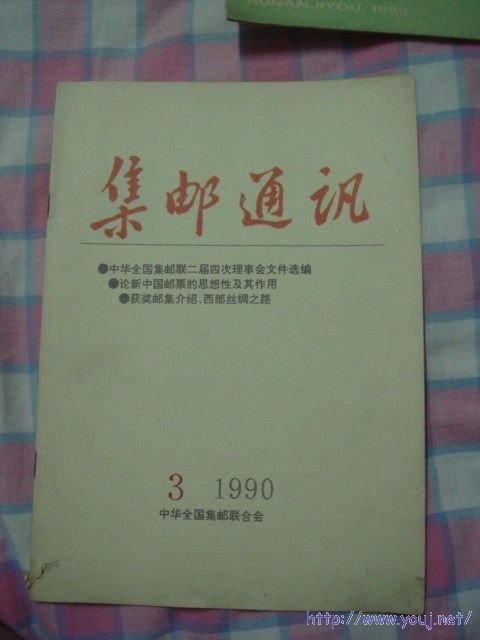 HUNANJIYOU. 1989
集邮通讯
●中华全国集邮联二届四次理事会文件选编
●论新中国邮票的思想性及其作用
●获奖邮集介绍、西部丝绸之路
3 1990
中华全国集邮联合会
http://www.youj.net/